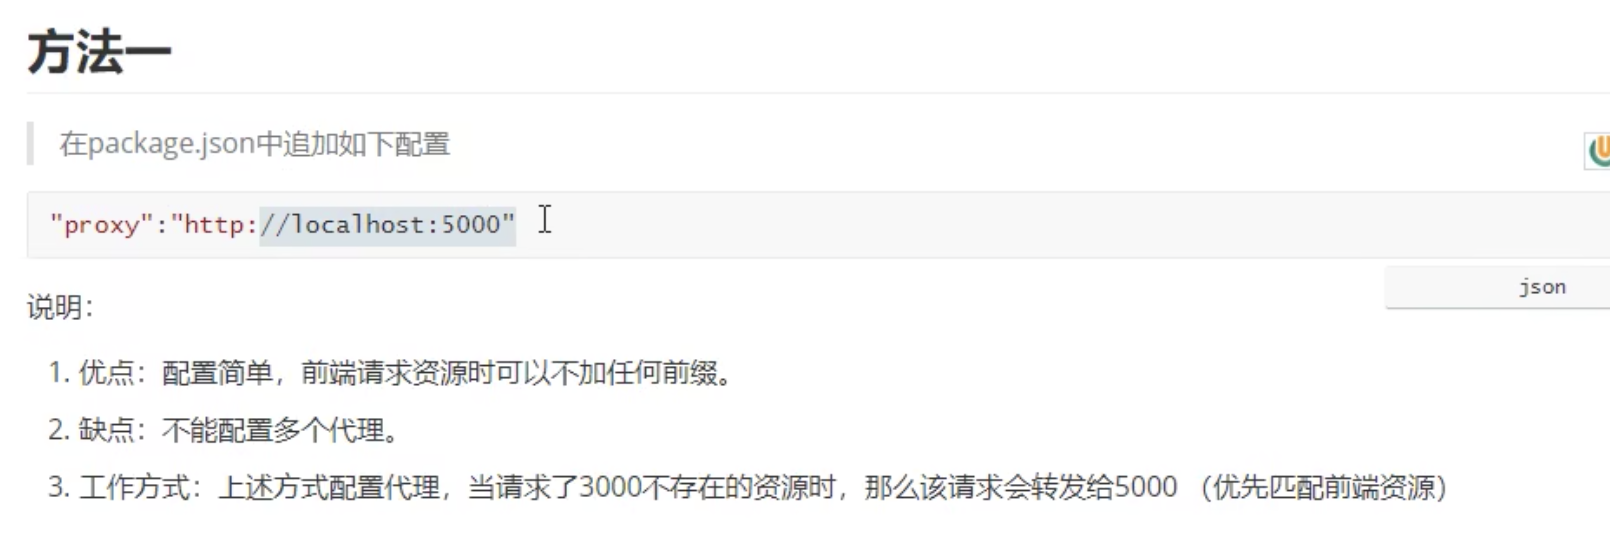 方法一
在package.json中追加如下配置
"proxy":"http://localhost:5000"
json
说明：
1. 优点：配置简单，前端请求资源时可以不加任何前缀。
2. 缺点：不能配置多个代理。
3. 工作方式：上述方式配置代理，当请求了3000不存在的资源时，那么该请求会转发给5000 （优先匹配前端资源）